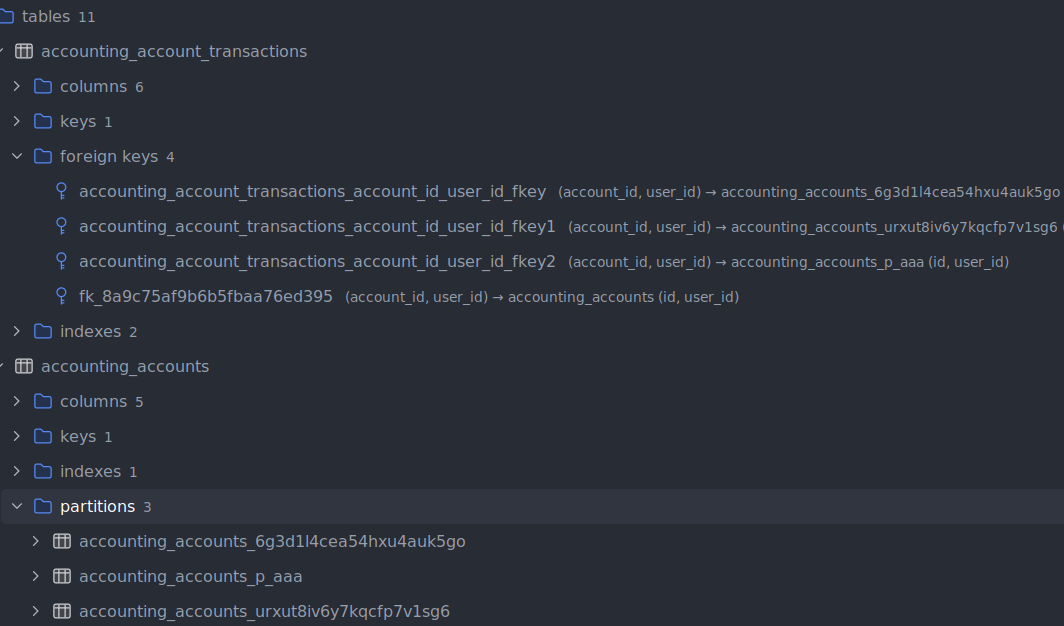 tables 11
accounting_account_transactions
columns 6
keys 1
foreign keys 4
accounting_account_transactions_account_id_user_id_fkey (account_id, user_id) → accounting_accounts_6g3d1l4cea54hxu4auk5go
accounting_account_transactions_account_id_user_id_fkey1 (account_id, user_id) → accounting_accounts_urxut8iv6y7kqcfp7v1sg6 (
accounting_account_transactions_account_id_user_id_fkey2 (account_id, user_id) → accounting_accounts_p_aaa (id, user_id)
fk_8a9c75af9b6b5fbaa76ed395 (account_id, user_id) → accounting_accounts (id, user_id)
indexes 2
accounting_accounts
columns 5
keys 1
indexes 1
partitions 3
accounting_accounts_6g3d1l4cea54hxu4auk5go
accounting_accounts_p_aaa
accounting_accounts_urxut8iv6y7kqcfp7v1sg6